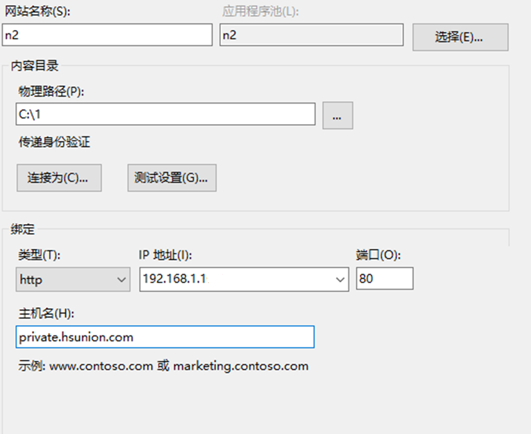 网站名称(S): 应用程序池(L):
n2 n2 选择(E)...
内容目录
物理路径(P):
C:\1 ...
传递身份验证
连接为(C)... 测试设置(G)...
绑定
类型(T): IP 地址(I): 端口(O):
http 192.168.1.1 80
主机名(H):
private.hsunion.com
示例: www.contoso.com 或 marketing.contoso.com